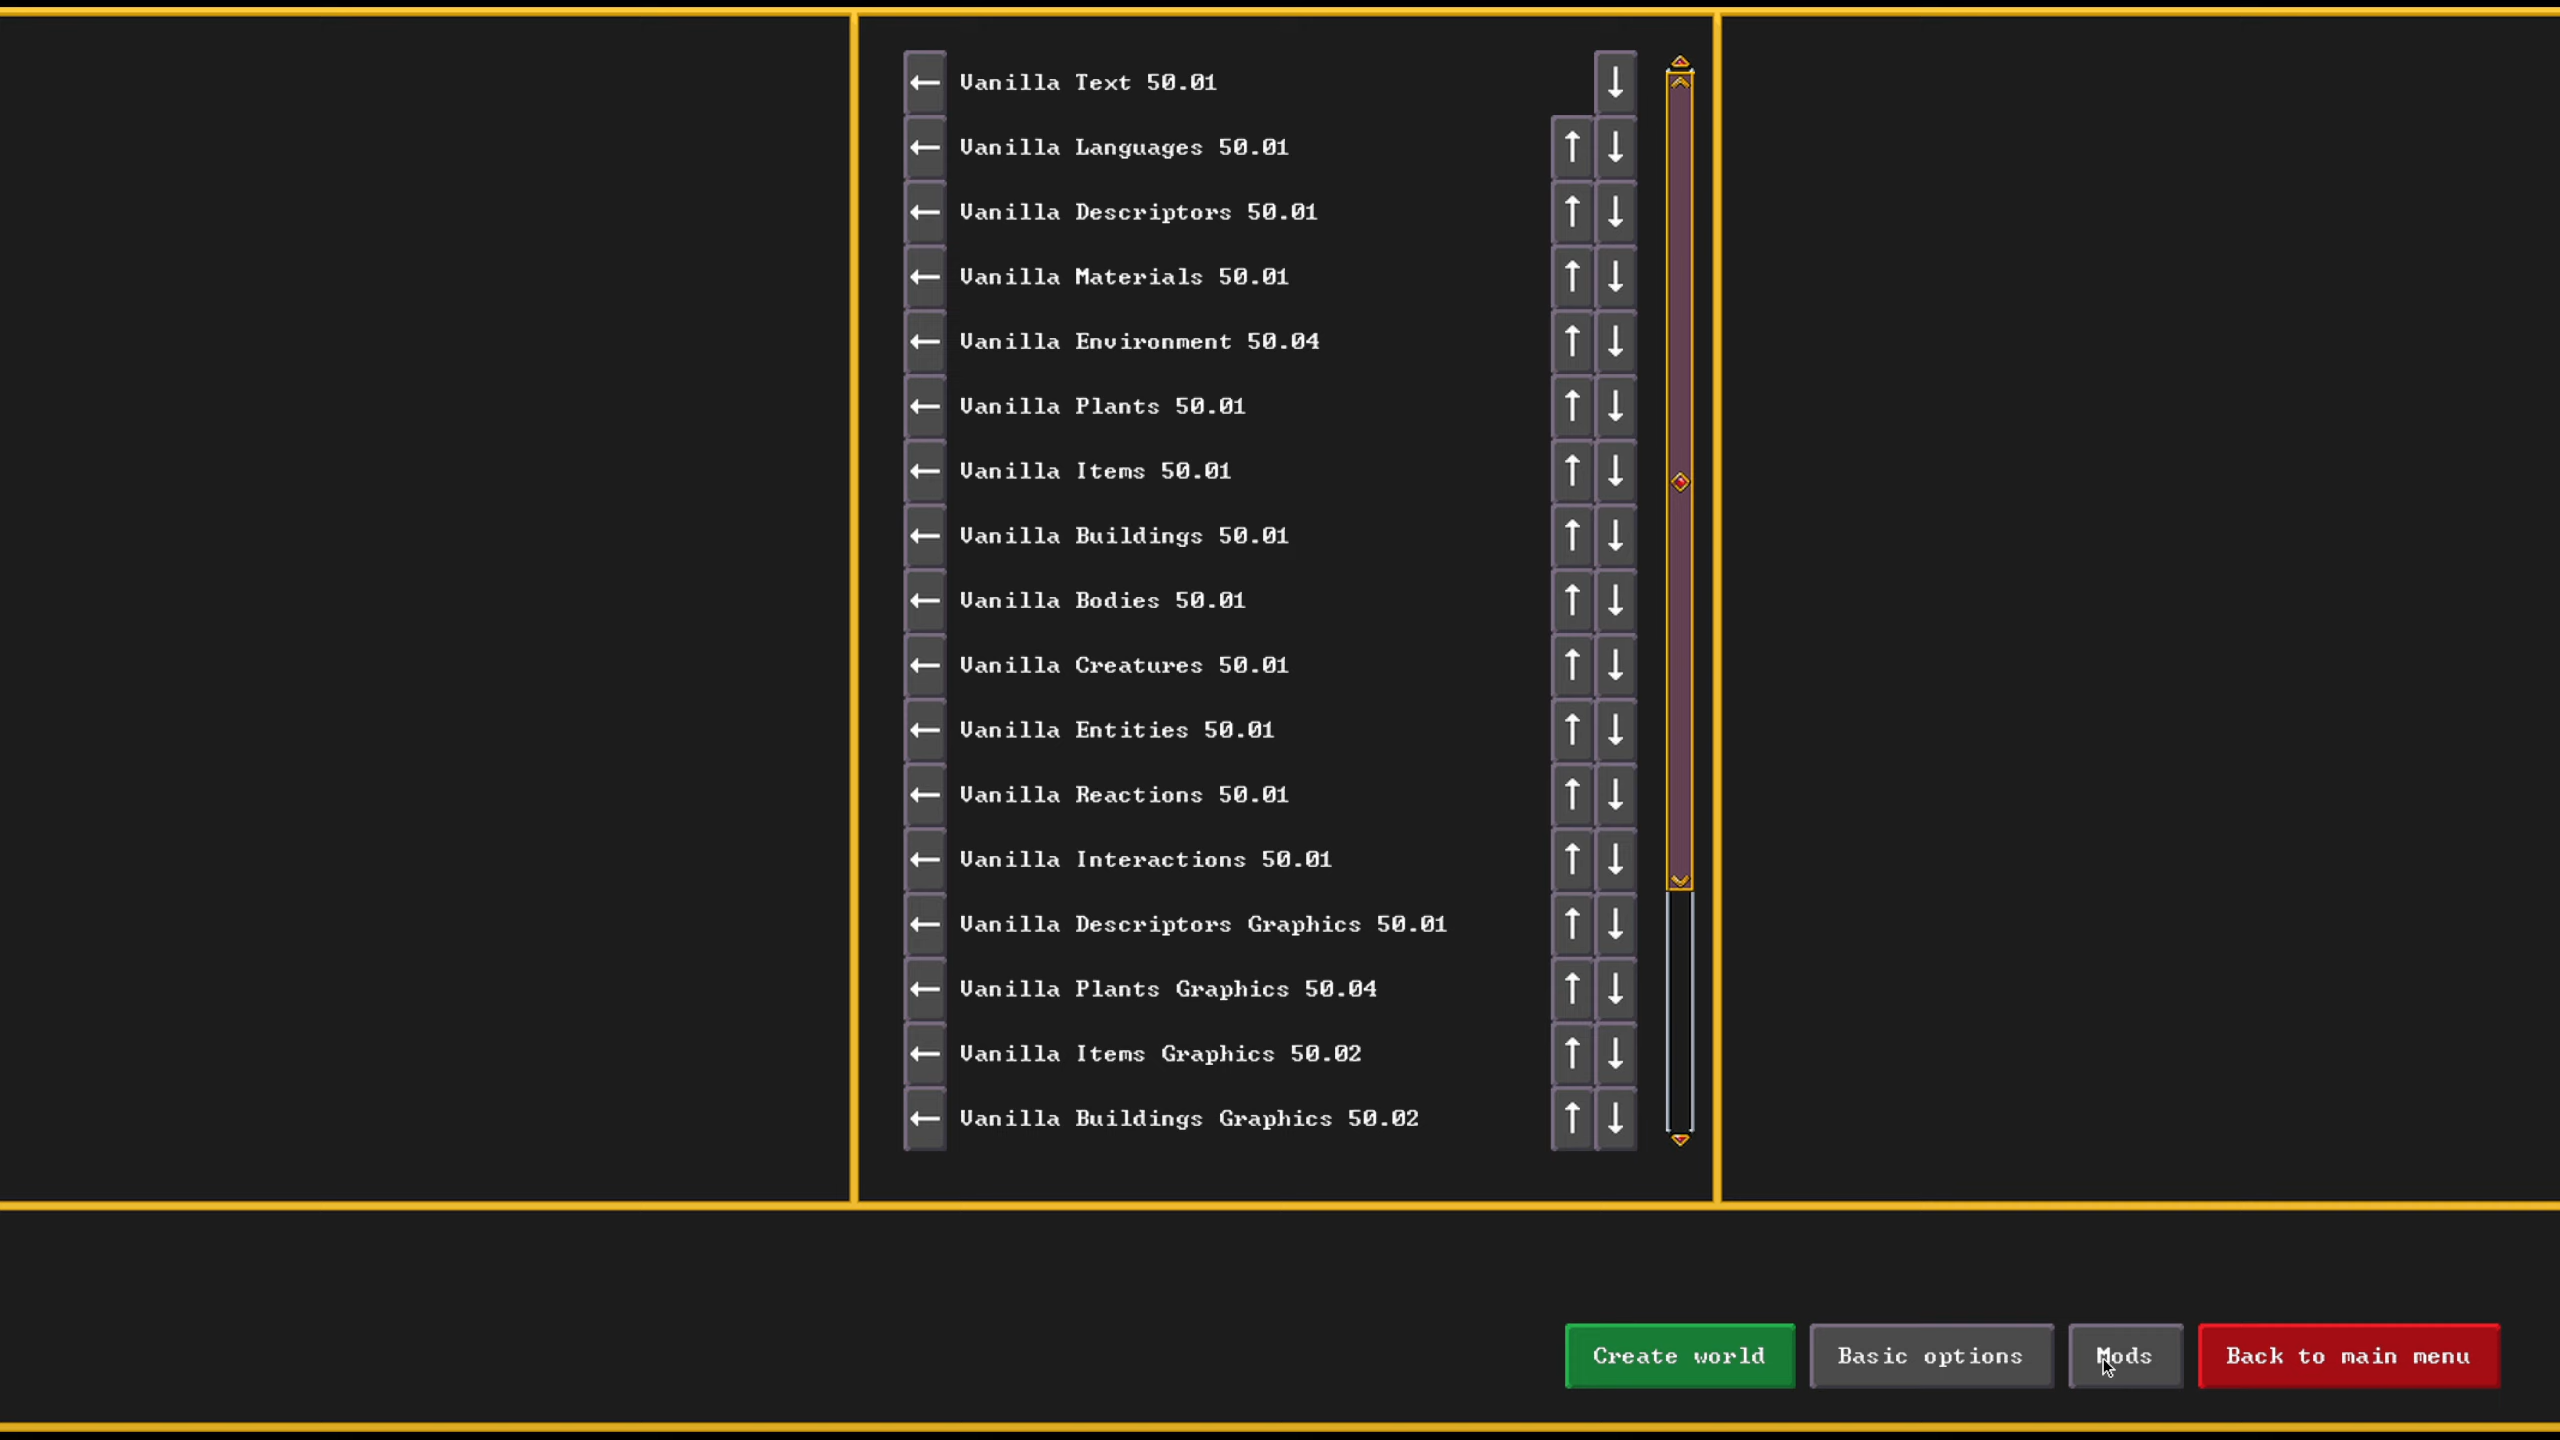 Vanilla Text 50.01
Vanilla Languages 50.01
Vanilla Descriptors 50.01
Vanilla Materials 50.01
Vanilla Environment 50.04
Vanilla Plants 50.01
Vanilla Items 50.01
Vanilla Buildings 50.01
Vanilla Bodies 50.01
Vanilla Creatures 50.01
Vanilla Entities 50.01
Vanilla Reactions 50.01
Vanilla Interactions 50.01
Vanilla Descriptors Graphics 50.01
Vanilla Plants Graphics 50.04
Vanilla Items Graphics 50.02
Vanilla Buildings Graphics 50.02
Create world Basic options Mods Back to main menu